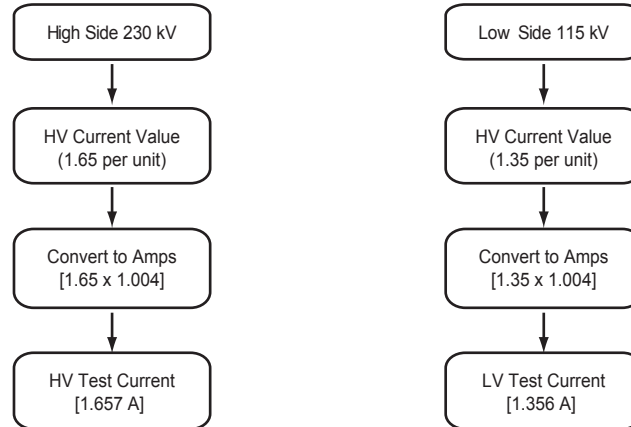 High Side 230 kV
HV Current Value
(1.65 per unit)
Convert to Amps
[1.65 x 1.004]
HV Test Current
[1.657 A]
Low Side 115 kV
HV Current Value
(1.35 per unit)
Convert to Amps
[1.35 x 1.004]
LV Test Current
[1.356 A]